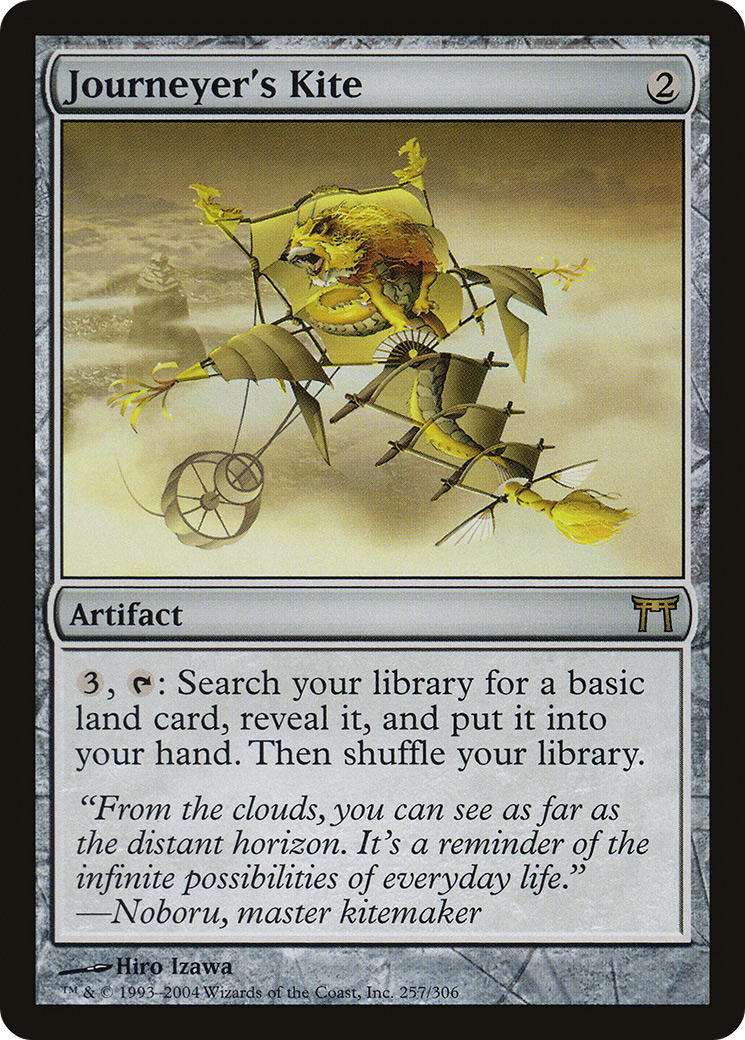 Journeyer's Kite
2
Artifact
3, : Search your library for a basic
land card, reveal it, and put it into
your hand. Then shuffle your library.
“From the clouds, you can see as far as
the distant horizon. It's a reminder of the
infinite possibilities of everyday life.”
—Noboru, master kitemaker
Hiro Izawa
™ & © 1993–2004 Wizards of the Coast, Inc. 257/306